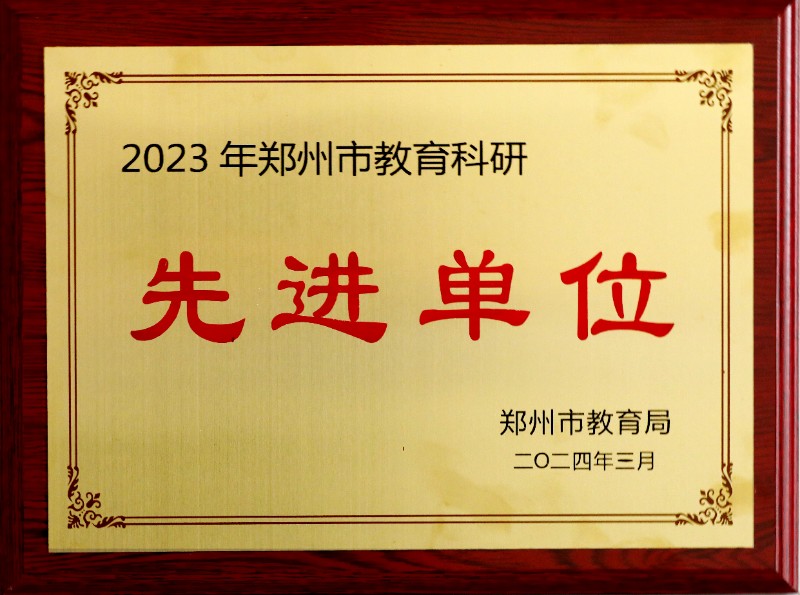 2023 年郑州市教育科研
先进单位
郑州市教育局
二〇二四年三月